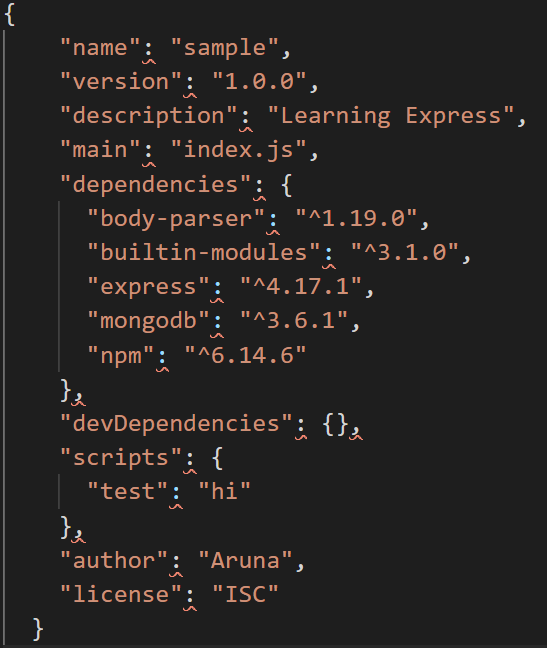 {
"name": "sample",
"version": "1.0.0",
"description": "Learning Express",
"main": "index.js",
"dependencies": {
"body-parser": "^1.19.0",
"builtin-modules": "^3.1.0",
"express": "^4.17.1",
"mongodb": "^3.6.1",
"npm": "^6.14.6"
},
"devDependencies": {},
"scripts": {
"test": "hi"
},
"author": "Aruna",
"license": "ISC"
}